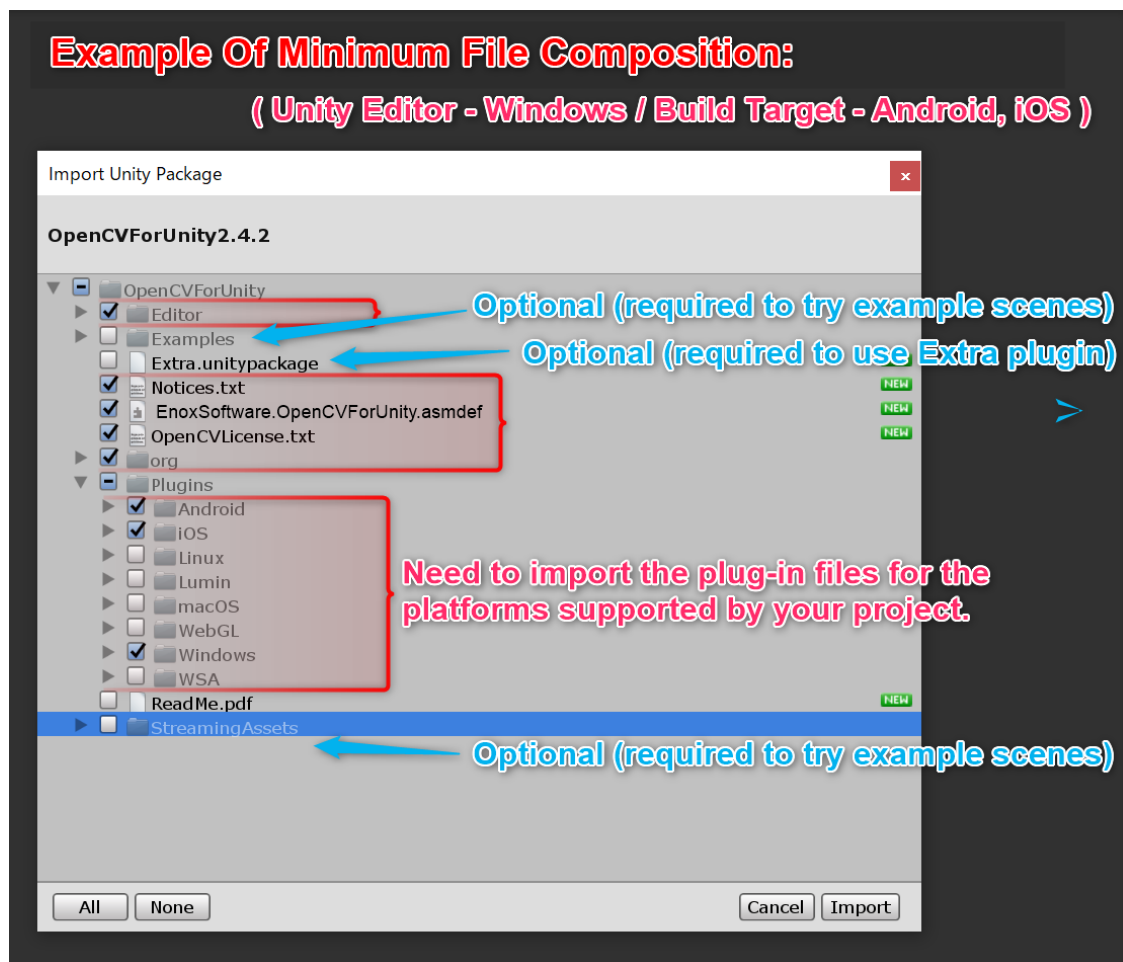 Example Of Minimum File Composition:
( Unity Editor - Windows / Build Target - Android, iOS )
Import Unity Package
x
OpenCVForUnity2.4.2
OpenCVForUnity
Editor
Optional (required to try example scenes)
Examples
Extra.unitypackage
Optional (required to use Extra plugin)
Notices.txt
NEW
EnoxSoftware.OpenCVForUnity.asmdef
NEW
OpenCVLicense.txt
NEW
org
Plugins
Android
iOS
Linux
Lumin
macOS
WebGL
Windows
WSA
Need to import the plug-in files for the
platforms supported by your project.
ReadMe.pdf
NEW
StreamingAssets
Optional (required to try example scenes)
All
None
Cancel
Import